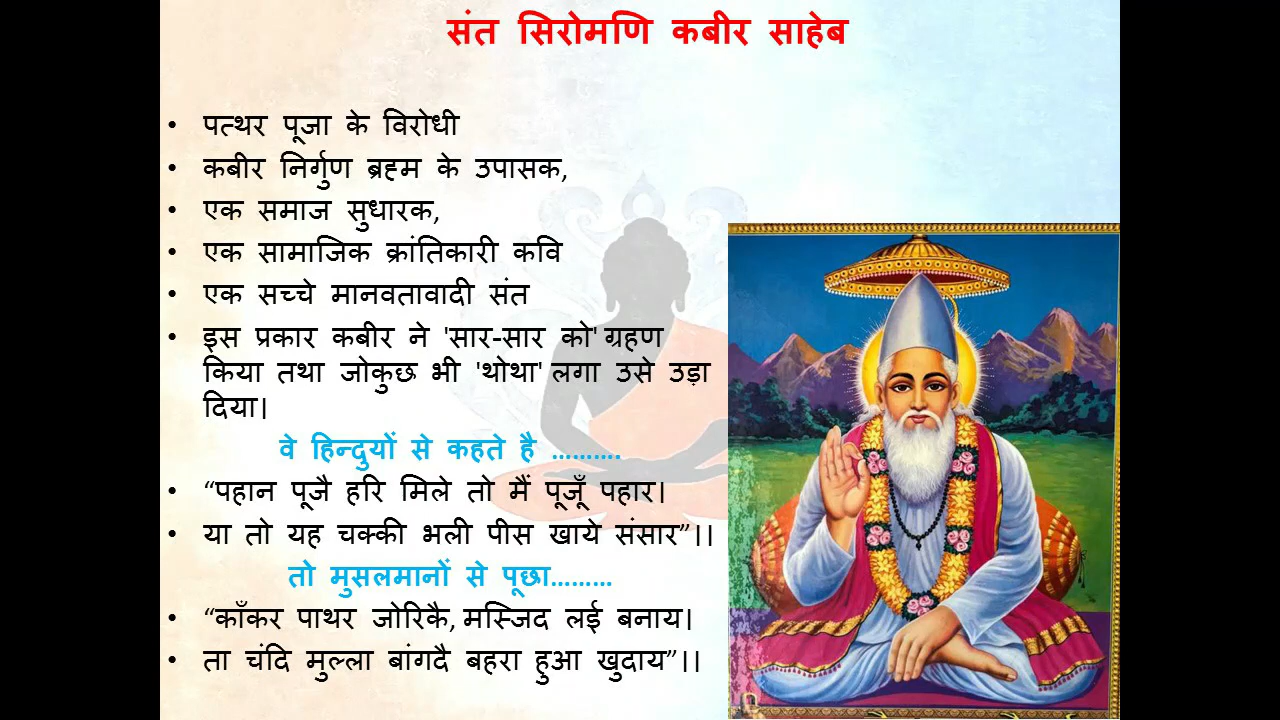 संत सिरोमणि कबीर साहेब
• पत्थर पूजा के विरोधी
• कबीर निर्गुण ब्रह्म के उपासक,
• एक समाज सुधारक,
• एक सामाजिक क्रांतिकारी कवि
• एक सच्चे मानवतावादी संत
• इस प्रकार कबीर ने 'सार-सार को' ग्रहण
किया तथा जोकुछ भी 'थोथा' लगा उसे उड़ा
दिया।
वे हिन्दुयों से कहते है ……….
• “पहान पूजै हरि मिले तो मैं पूजूँ पहार।
• या तो यह चक्की भली पीस खाये संसार”।।
तो मुसलमानों से पूछा………
• “काँकर पाथर जोरिकै, मस्जिद लई बनाय।
• ता चंदि मुल्ला बांगदै बहरा हुआ खुदाय”।।